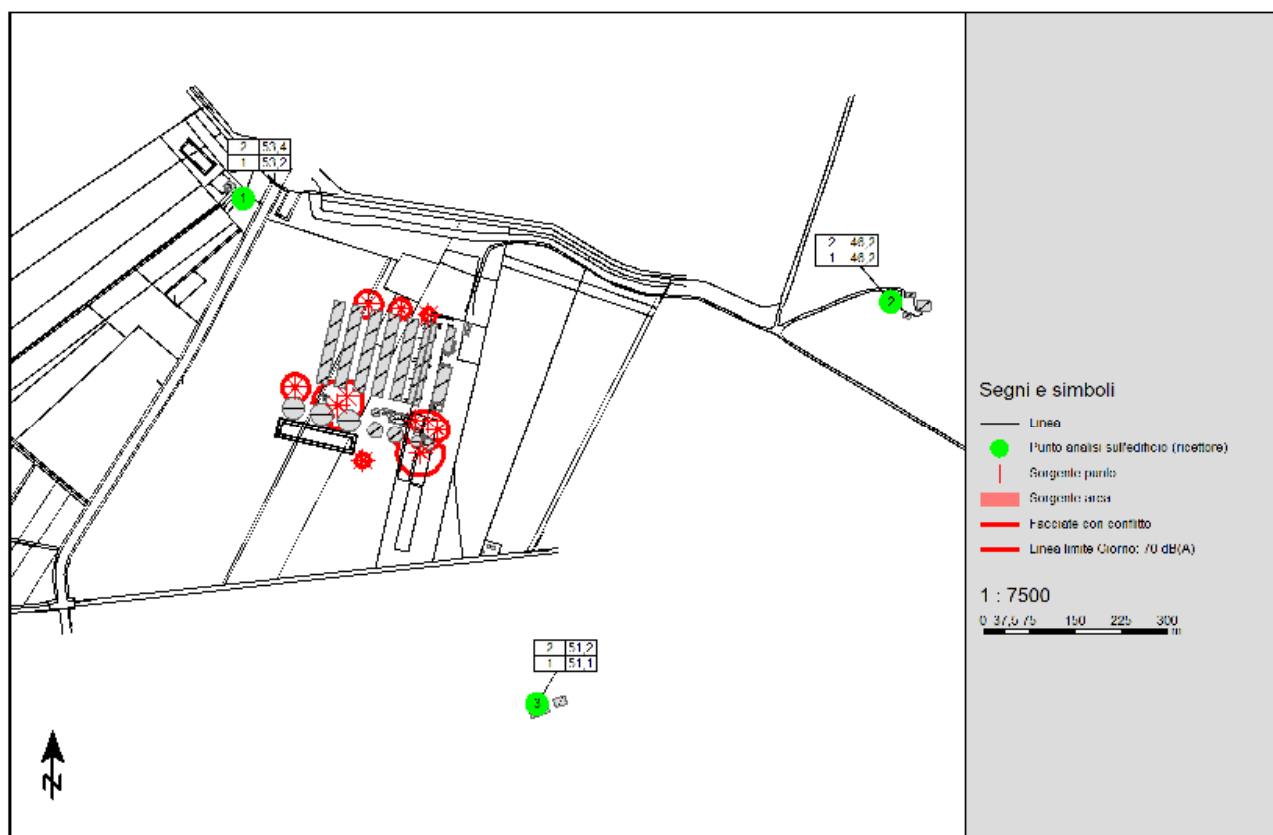 2 53,4
1 53,2
1
2 46,2
1 46,2
2
2 51,2
1 51,1
3
N
Segni e simboli
Linea
Punto analisi sull'edificio (ricettore)
Sorgente punto
Sorgente area
Facciate con conflitto
Linea limite Giorno: 70 dB(A)
1 : 7500
0 37,5 75 150 225 300
m